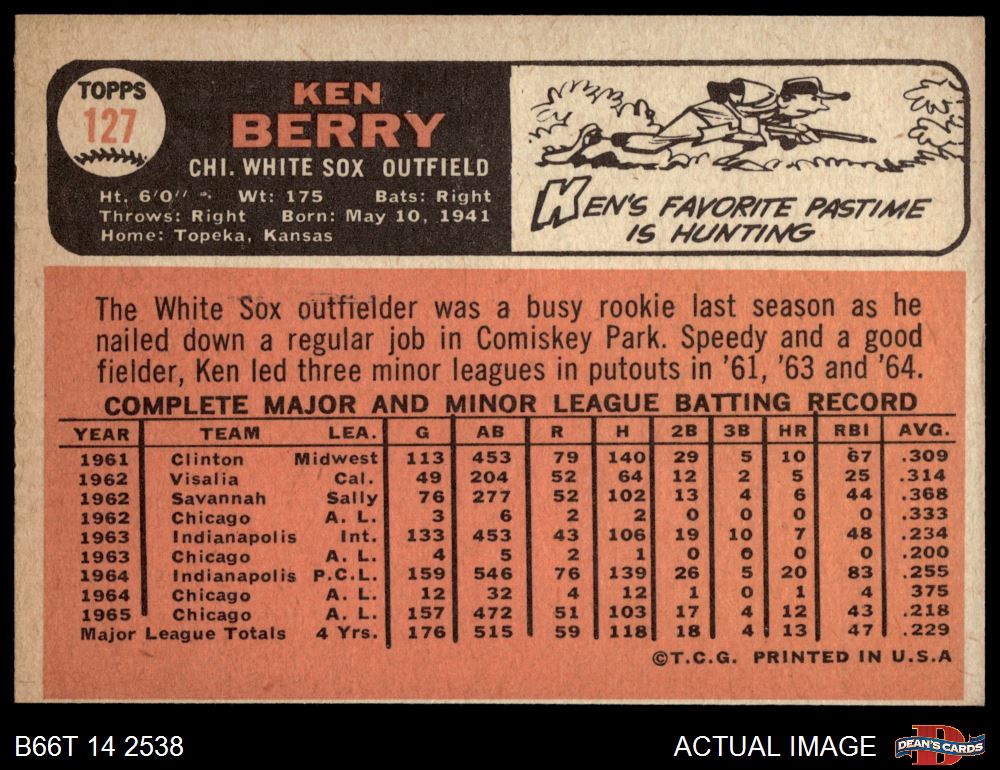 TOPPS
127
KEN
BERRY
CHI. WHITE SOX OUTFIELD
Ht. 6'0" Wt: 175 Bats: Right
Throws: Right Born: May 10, 1941
Home: Topeka, Kansas
KEN'S FAVORITE PASTIME
IS HUNTING
The White Sox outfielder was a busy rookie last season as he
nailed down a regular job in Comiskey Park. Speedy and a good
fielder, Ken led three minor leagues in putouts in '61, '63 and '64.
COMPLETE MAJOR AND MINOR LEAGUE BATTING RECORD
YEAR TEAM LEA. G AB R H 2B 3B HR RBI AVG.
1961 Clinton Midwest 113 453 79 140 29 5 10 67 .309
1962 Visalia Cal. 49 204 52 64 12 2 5 25 .314
1962 Savannah Sally 76 277 52 102 13 4 6 44 .368
1962 Chicago A. L. 3 6 2 2 0 0 0 0 .333
1963 Indianapolis Int. 133 453 43 106 19 10 7 48 .234
1963 Chicago A. L. 4 5 2 1 0 0 0 0 .200
1964 Indianapolis P.C.L. 159 546 76 139 26 5 20 83 .255
1964 Chicago A. L. 12 32 4 12 1 0 1 4 375
1965 Chicago A. L. 157 472 51 103 17 4 12 43 .218
Major League Totals 4 Yrs. 176 515 59 118 18 4 13 47 .229
©T.C.G. PRINTED IN U.S.A
B66T 14 2538
ACTUAL IMAGE
D
DEAN'S CARDS